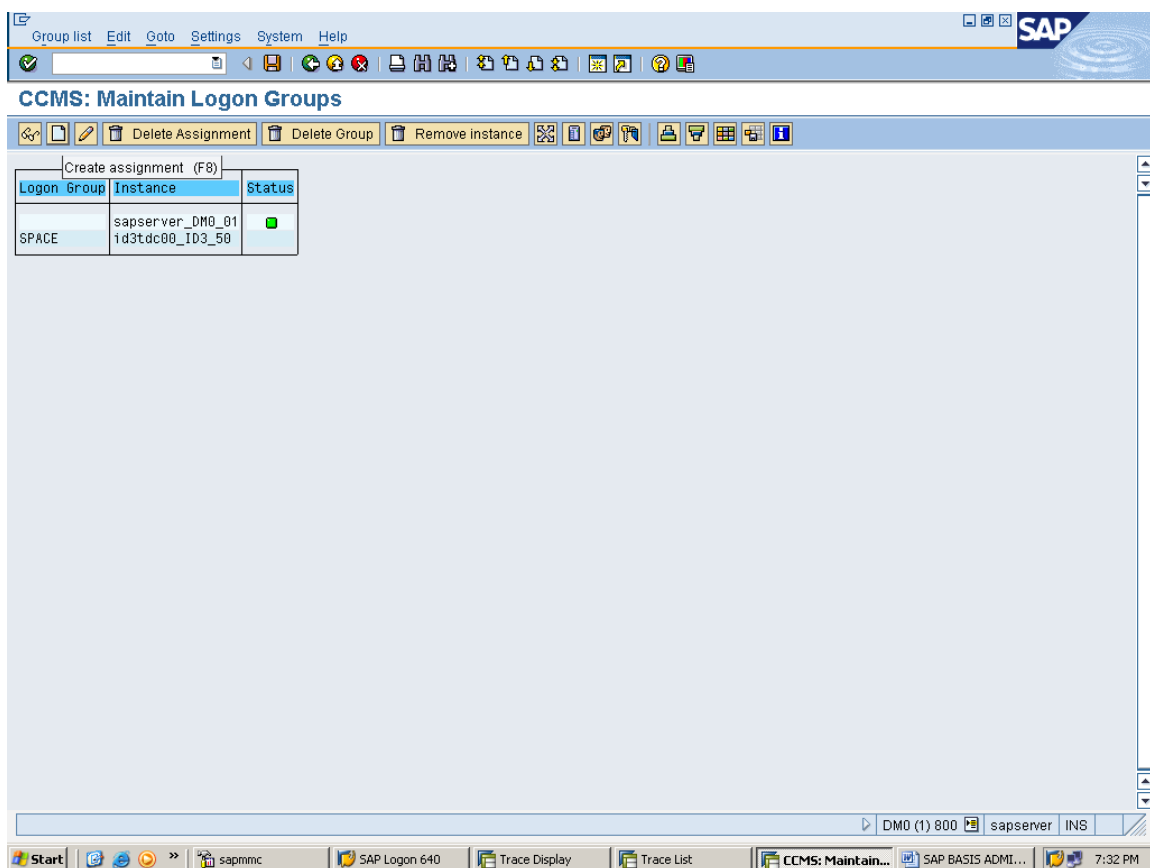 Group list Edit Goto Settings System Help
SAP
CCMS: Maintain Logon Groups
Delete Assignment Delete Group Remove instance
Create assignment (F8)
Logon Group Instance Status
sapserver_DM0_01
SPACE id3tdc00_ID3_50
DM0 (1) 800 sapserver INS
Start » sapmmc SAP Logon 640 Trace Display Trace List CCMS: Maintain... SAP BASIS ADMI... 7:32 PM